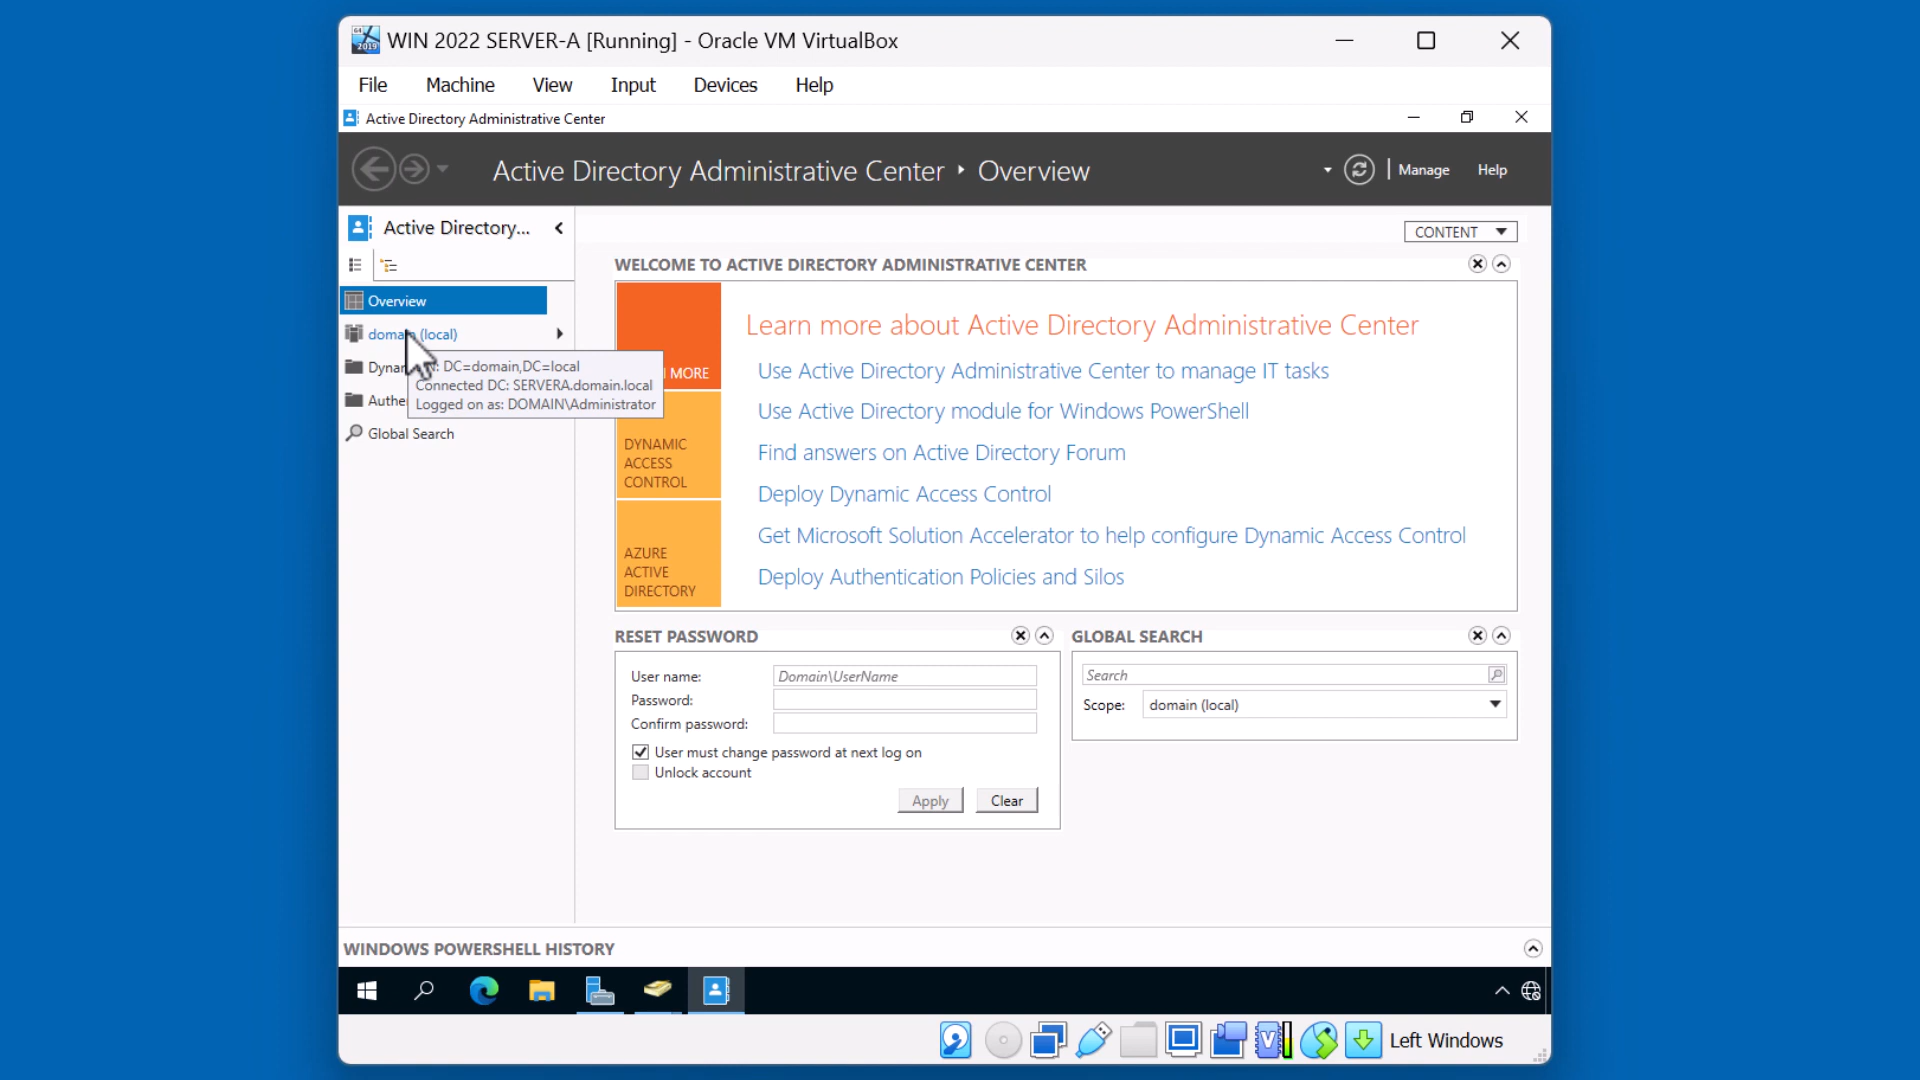 WIN 2022 SERVER-A [Running] - Oracle VM VirtualBox
File Machine View Input Devices Help
Active Directory Administrative Center
Active Directory Administrative Center • Overview
Manage Help
Active Directory...
CONTENT
Overview
domain (local)
DC=domain,DC=local
Connected DC: SERVERA.domain.local
Logged on as: DOMAIN\Administrator
Global Search
WELCOME TO ACTIVE DIRECTORY ADMINISTRATIVE CENTER
MORE
DYNAMIC
ACCESS
CONTROL
AZURE
ACTIVE
DIRECTORY
Learn more about Active Directory Administrative Center
Use Active Directory Administrative Center to manage IT tasks
Use Active Directory module for Windows PowerShell
Find answers on Active Directory Forum
Deploy Dynamic Access Control
Get Microsoft Solution Accelerator to help configure Dynamic Access Control
Deploy Authentication Policies and Silos
RESET PASSWORD
User name: Domain\UserName
Password:
Confirm password:
User must change password at next log on
Unlock account
Apply Clear
GLOBAL SEARCH
Search
Scope: domain (local)
WINDOWS POWERSHELL HISTORY
Left Windows